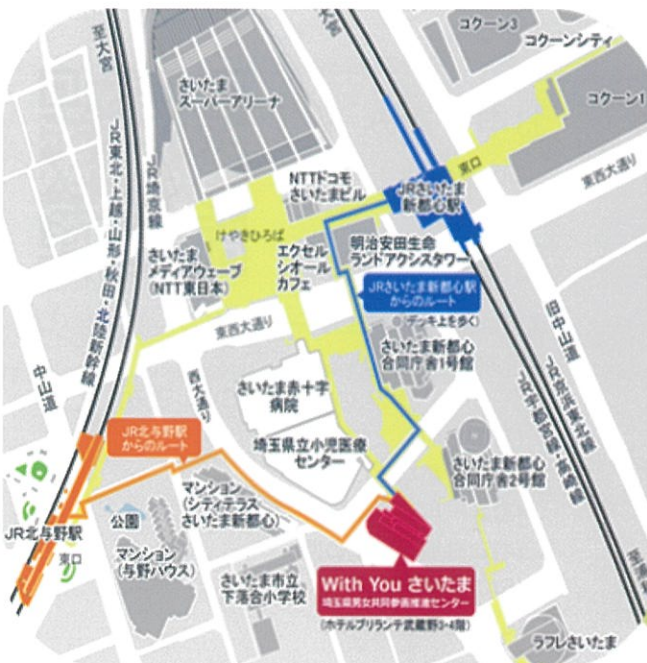 至大宮
大宮
コクーン3
コクーンシティ
コクーン1
さいたま
スーパーアリーナ
JR埼京線
JR東北・上越・山形・秋田・北陸新幹線
NTTドコモ
さいたまビル
東口
JRさいたま
新都心駅
東西大通り
けやきひろば
さいたま
メディアウェーブ
(NTT東日本)
エクセル
シオール
カフェ
明治安田生命
ランドアクシスタワー
JRさいたま新都心駅
からのルート
(デッキ上を歩く)
旧中山道
JR京浜東北線
JR宇都宮線・高崎線
東西大通り
中山道
西大通り
さいたま赤十字
病院
さいたま新都心
合同庁舎1号館
JR北与野駅
からのルート
埼玉県立小児医療
センター
さいたま新都心
合同庁舎2号館
マンション
(シティテラス
さいたま新都心)
公園
JR北与野駅
東口
マンション
(与野ハウス)
さいたま市立
下落合小学校
With You さいたま
埼玉県男女共同参画推進センター
(ホテルブリランテ武蔵野3・4階)
ラフレさいたま